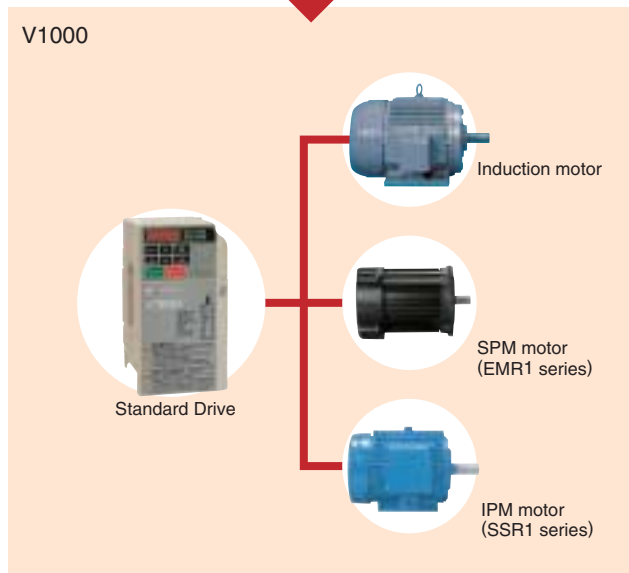 V1000
Induction motor
SPM motor
(EMR1 series)
Standard Drive
IPM motor
(SSR1 series)